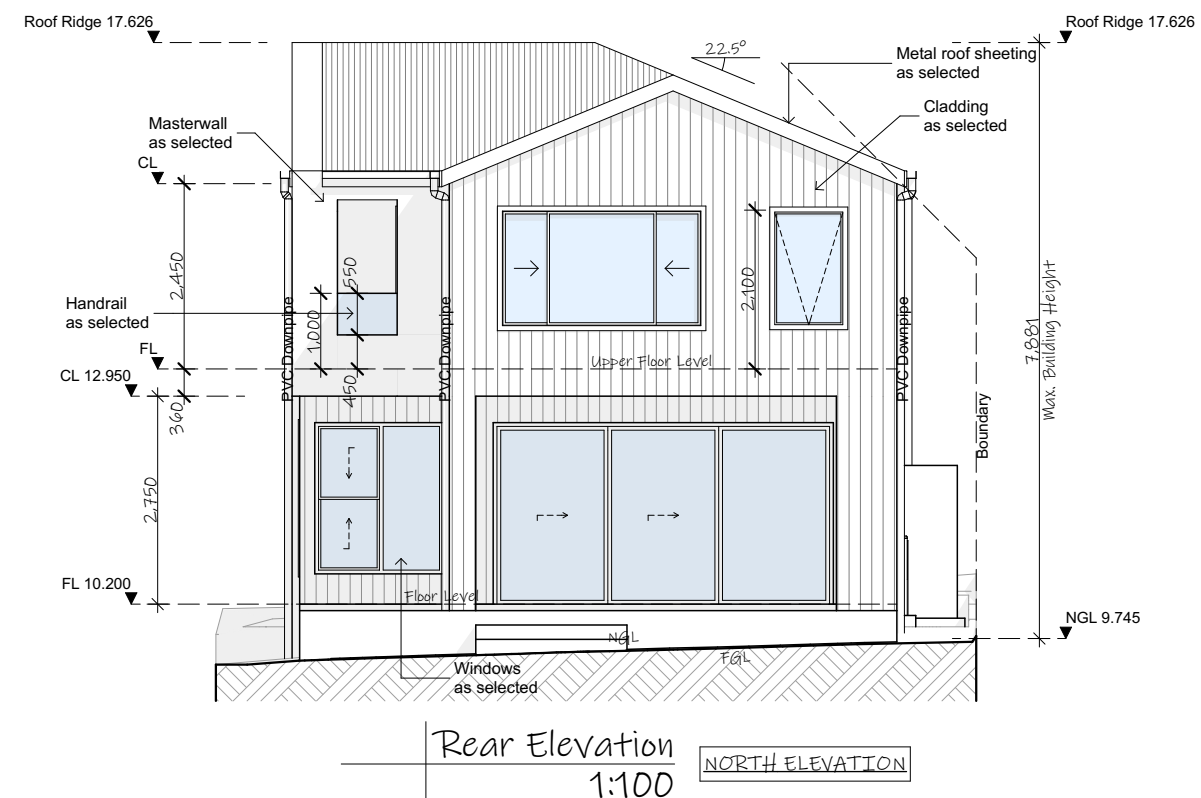 Roof Ridge 17.626
Roof Ridge 17.626
22.5°
Metal roof sheeting
as selected
Cladding
as selected
Masterwall
as selected
CL
2,450
550
2,100
Handrail
as selected
1,000
PVC Downpipe
PVC Downpipe
PVC Downpipe
7.881
Max. Building Height
FL
Upper Floor Level
CL 12.950
450
360
Boundary
2,750
FL 10.200
Floor Level
NGL 9.745
NGL
FGL
Windows
as selected
Rear Elevation
1:100
NORTH ELEVATION